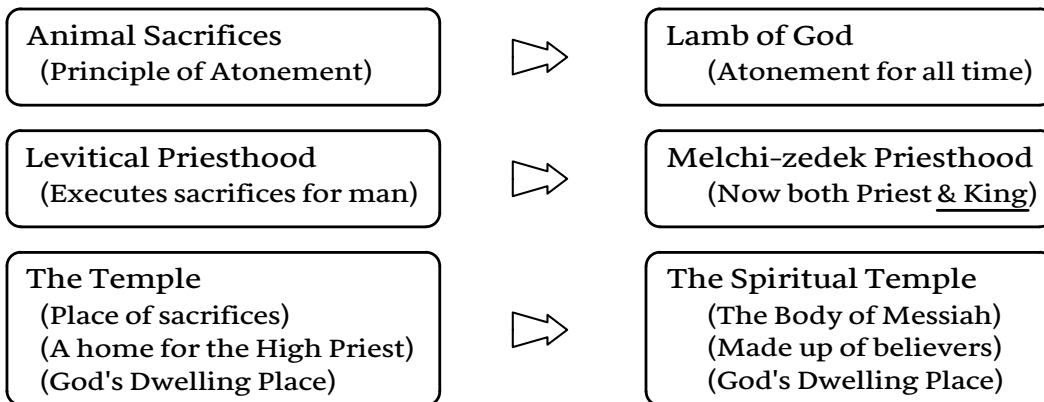 Animal Sacrifices
(Principle of Atonement)
Lamb of God
(Atonement for all time)
Levitical Priesthood
(Executes sacrifices for man)
Melchi-zedek Priesthood
(Now both Priest & King)
The Temple
(Place of sacrifices)
(A home for the High Priest)
(God's Dwelling Place)
The Spiritual Temple
(The Body of Messiah)
(Made up of believers)
(God's Dwelling Place)